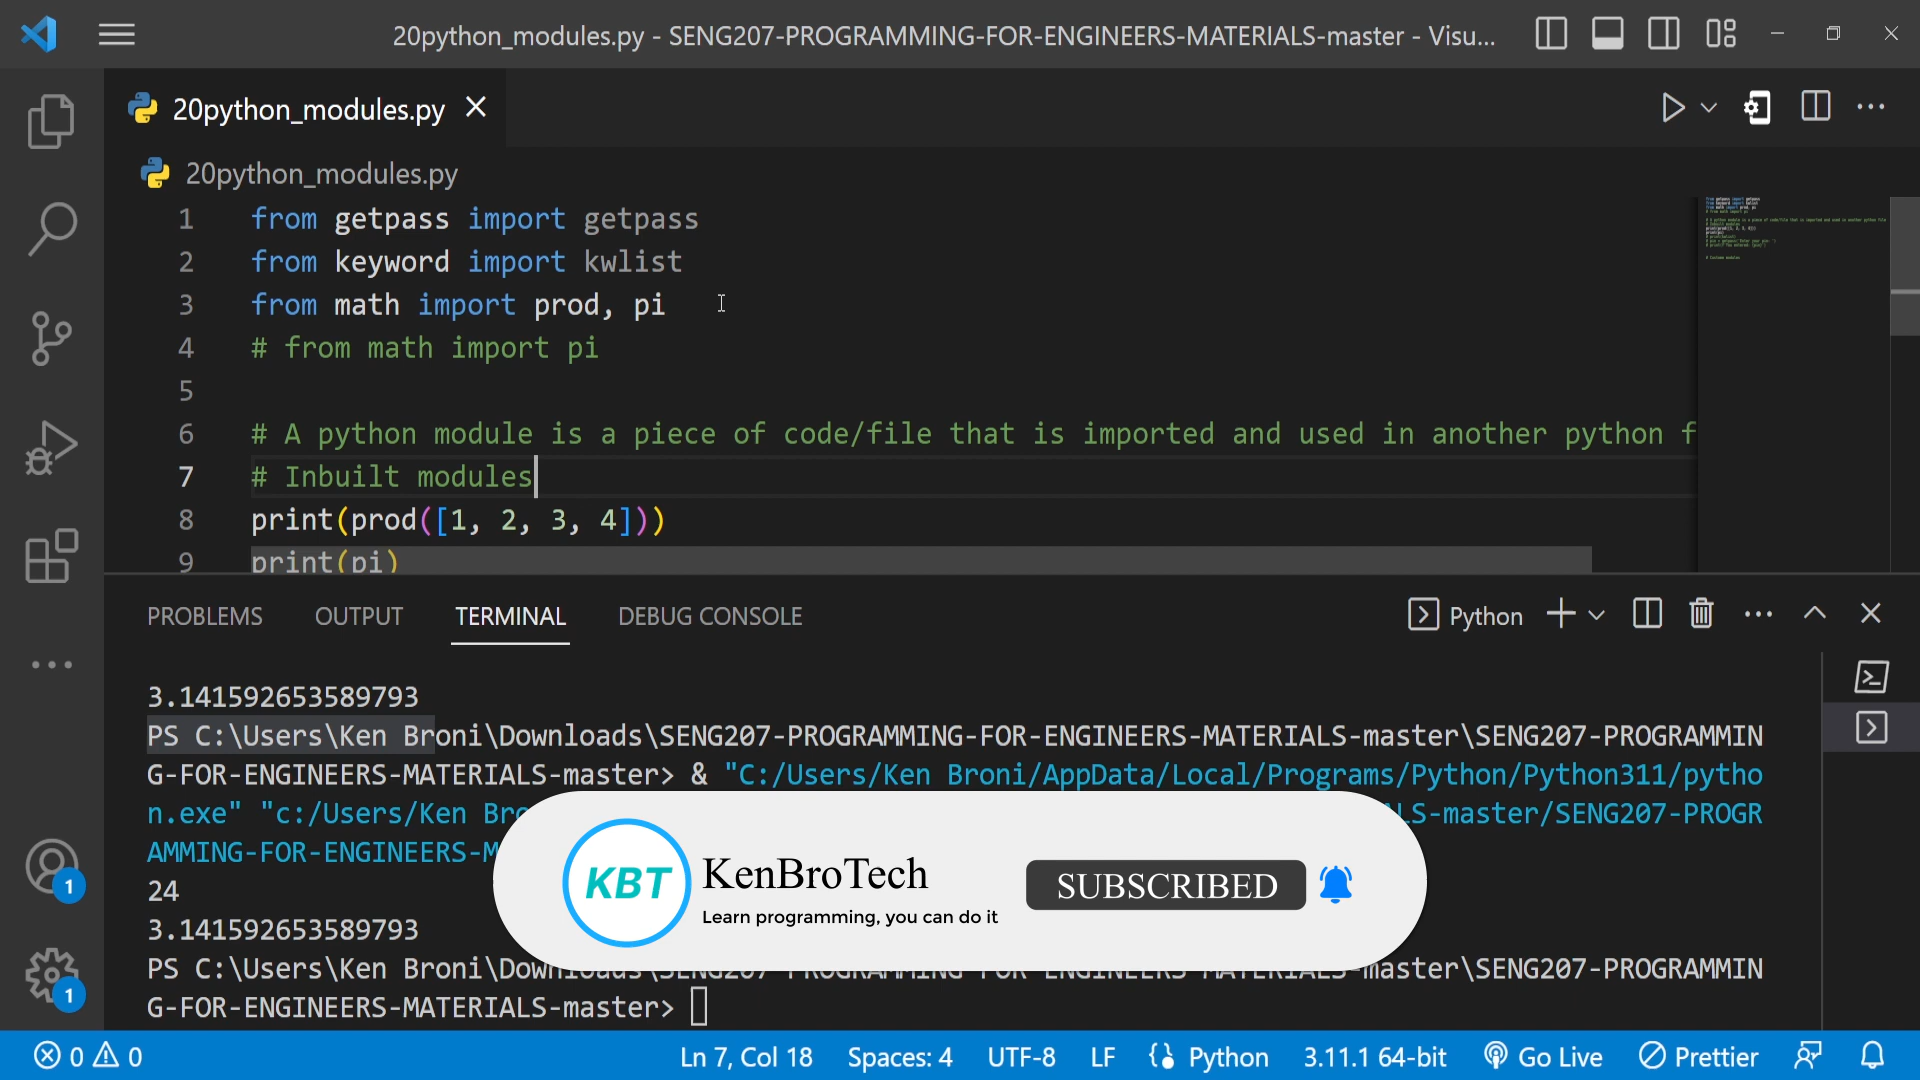 20python_modules.py - SENG207-PROGRAMMING-FOR-ENGINEERS-MATERIALS-master - Visu...
20python_modules.py
20python_modules.py
1 from getpass import getpass
2 from keyword import kwlist
3 from math import prod, pi
4 # from math import pi
5
6 # A python module is a piece of code/file that is imported and used in another python f
7 # Inbuilt modules
8 print(prod([1, 2, 3, 4]))
9 print(pi)
PROBLEMS OUTPUT TERMINAL DEBUG CONSOLE Python
3.141592653589793
PS C:\Users\Ken Broni\Downloads\SENG207-PROGRAMMING-FOR-ENGINEERS-MATERIALS-master\SENG207-PROGRAMMIN
G-FOR-ENGINEERS-MATERIALS-master> & "C:/Users/Ken Broni/AppData/Local/Programs/Python/Python311/pytho
n.exe" "c:/Users/Ken Bro LS-master/SENG207-PROGR
AMMING-FOR-ENGINEERS-M
24
3.141592653589793
PS C:\Users\Ken Broni\Down master\SENG207-PROGRAMMIN
G-FOR-ENGINEERS-MATERIALS-master>
KBT
KenBroTech
Learn programming, you can do it
SUBSCRIBED
1
1
0 0 Ln 7, Col 18 Spaces: 4 UTF-8 LF Python 3.11.1 64-bit Go Live Prettier